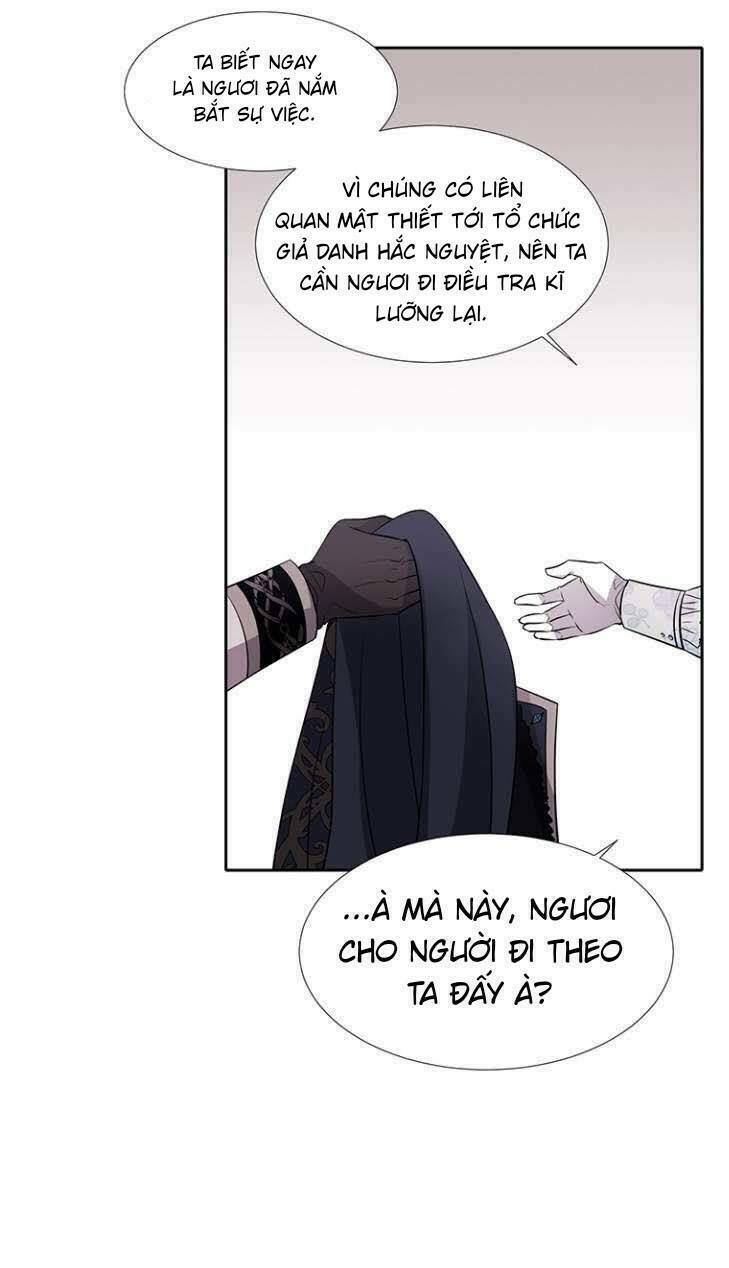 TA BIẾT NGAY
LÀ NGƯƠI ĐÃ NẮM
BẮT SỰ VIỆC.
VÌ CHÚNG CÓ LIÊN
QUAN MẬT THIẾT TỚI TỔ CHỨC
GIẢ DANH HẮC NGUYỆT, NÊN TA
CẦN NGƯƠI ĐI ĐIỀU TRA KĨ
LƯỠNG LẠI.
...À MÀ NÀY, NGƯƠI
CHO NGƯỜI ĐI THEO
TA ĐẤY À?